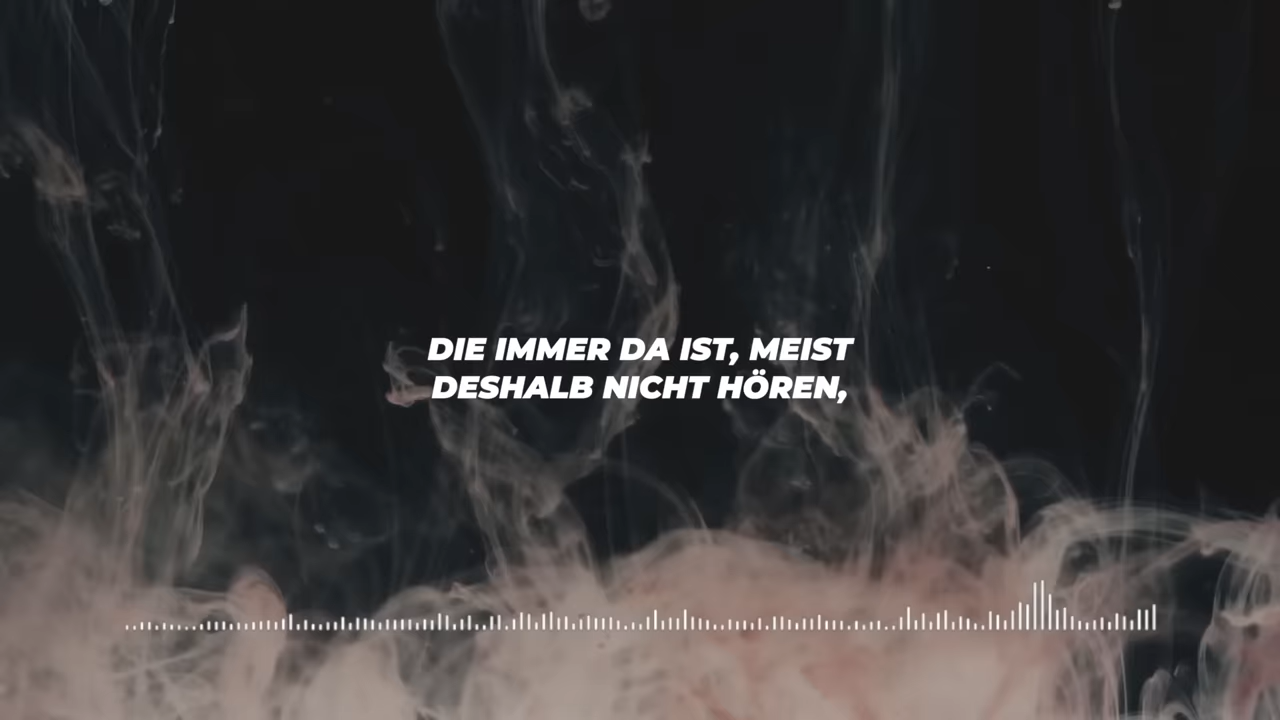 DIE IMMER DA IST, MEIST
DESHALB NICHT HÖREN,